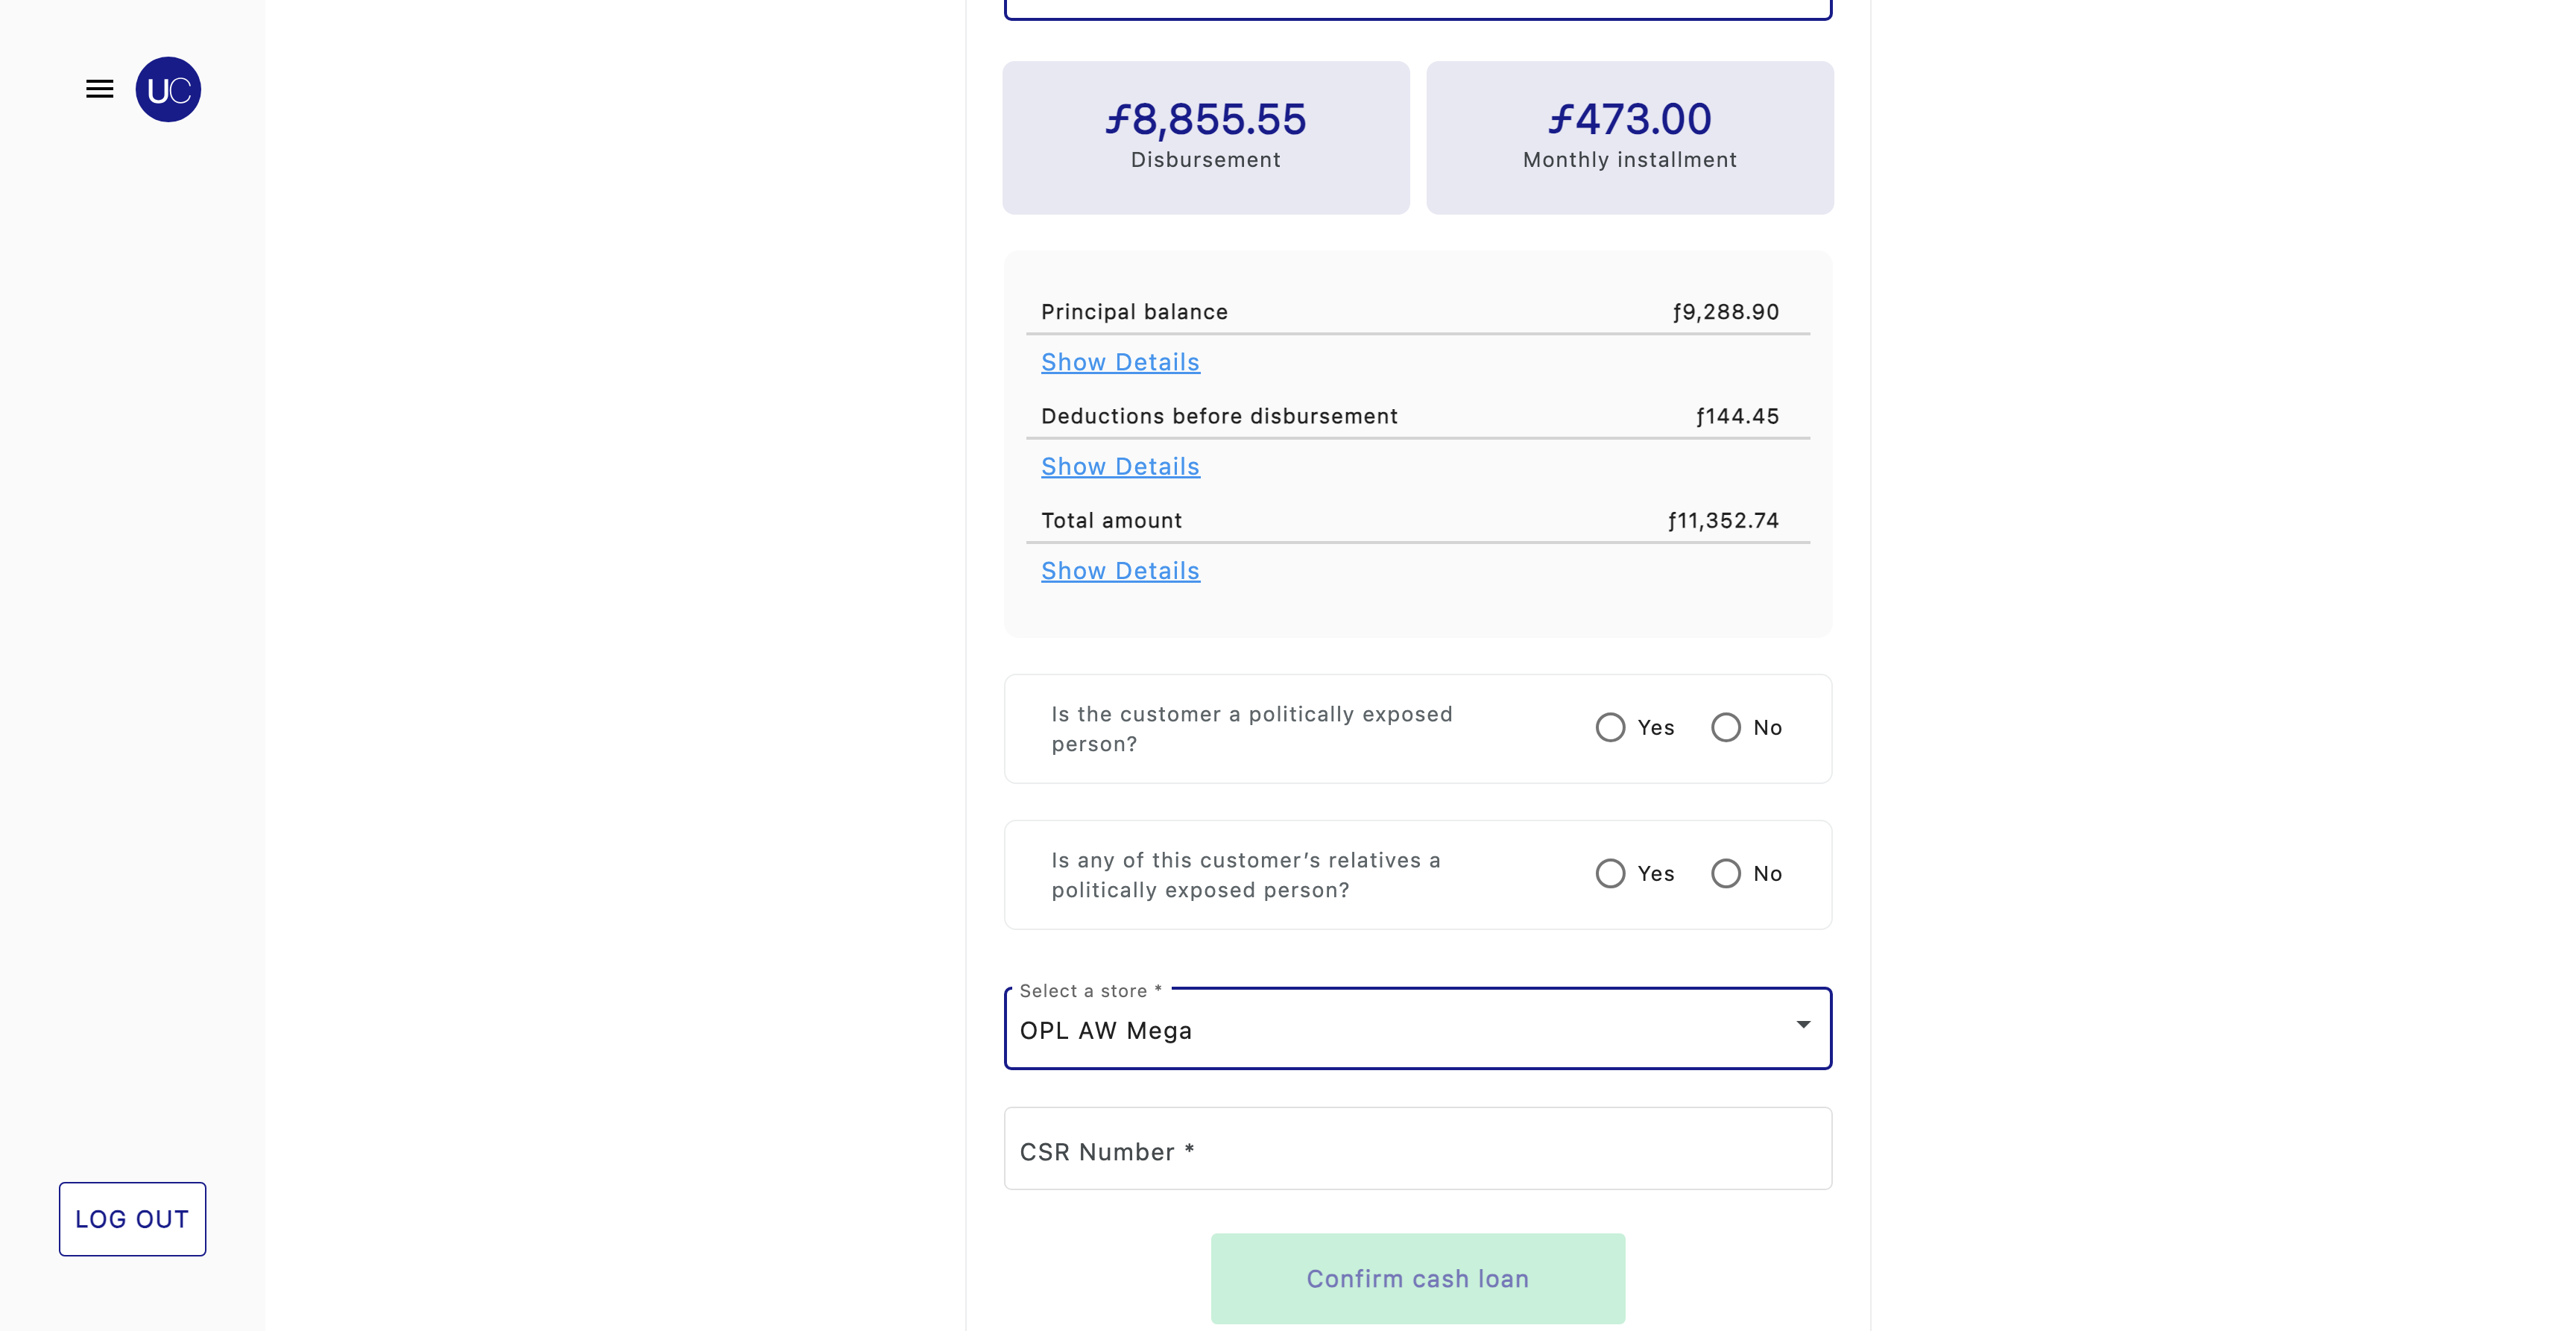 UC
ƒ8,855.55
Disbursement
ƒ473.00
Monthly installment
Principal balance ƒ9,288.90
Show Details
Deductions before disbursement ƒ144.45
Show Details
Total amount ƒ11,352.74
Show Details
Is the customer a politically exposed
person?
Yes No
Is any of this customer’s relatives a
politically exposed person?
Yes No
Select a store *
OPL AW Mega
CSR Number *
LOG OUT
Confirm cash loan